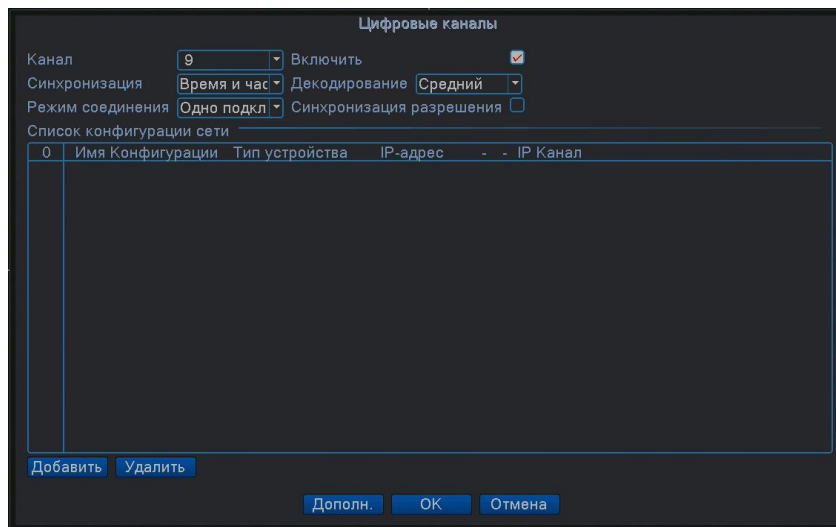 Цифровые каналы
Канал 9 Включить
Синхронизация Время и час Декодирование Средний
Режим соединения Одно подкл Синхронизация разрешения
Список конфигурации сети
0 Имя Конфигурации Тип устройства IP-адрес - - IP Канал
Добавить Удалить
Дополн. OK Отмена